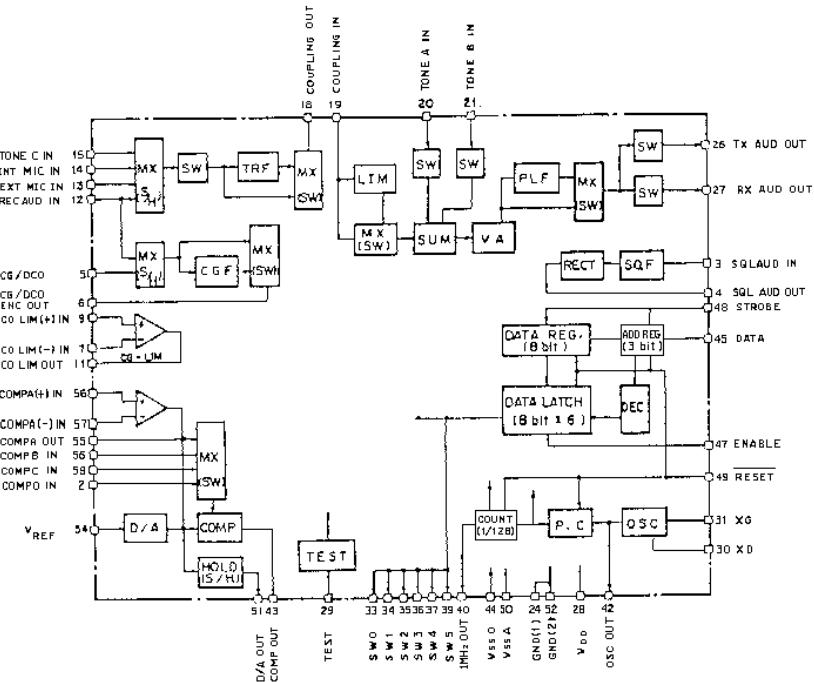 COUPLING OUT
COUPLING IN
TONE A IN
TONE B IN
18
19
20
21.
TONE C IN 15
INT MIC IN 14
EXT MIC IN 13
REC AUD IN 12
MX
S/H
SW
TRF
MX
(SW)
LIM
MX
(SW)
SW
SW
SUM
VA
PLF
MX
(SW)
SW
SW
26 TX AUD OUT
27 RX AUD OUT
CG/DCO 5
CG/DCO
ENC OUT 6
MX
S/H
CGF
MX
(SW)
RECT
SQF
3 SQLAUD IN
4 SQL AUD OUT
CO LIM(+) IN 9
CO LIM(-) IN 7
CO LIM OUT 11
CG - LIM
48 STROBE
45 DATA
DATA REG.
(8 bit)
ADD REG
(3 bit)
DATA LATCH
(8 bit x 6)
DEC
47 ENABLE
COMPA(+) IN 56
COMPA(-) IN 57
COMPA OUT 55
COMPB IN 56
COMPC IN 59
COMPO IN 2
MX
(SW)
49 RESET
VREF 54
D/A
COMP
HOLD
(S/H)
TEST
COUNT
(1/128)
P.C
OSC
31 XG
30 XD
51
43
29
33
34
35
36
37
39
40
44
50
24
52
28
42
D/A OUT
COMP OUT
TEST
SW0
SW1
SW2
SW3
SW4
SW5
1MHz OUT
VSS D
VSS A
GND(1)
GND(2)
VDD
OSC OUT